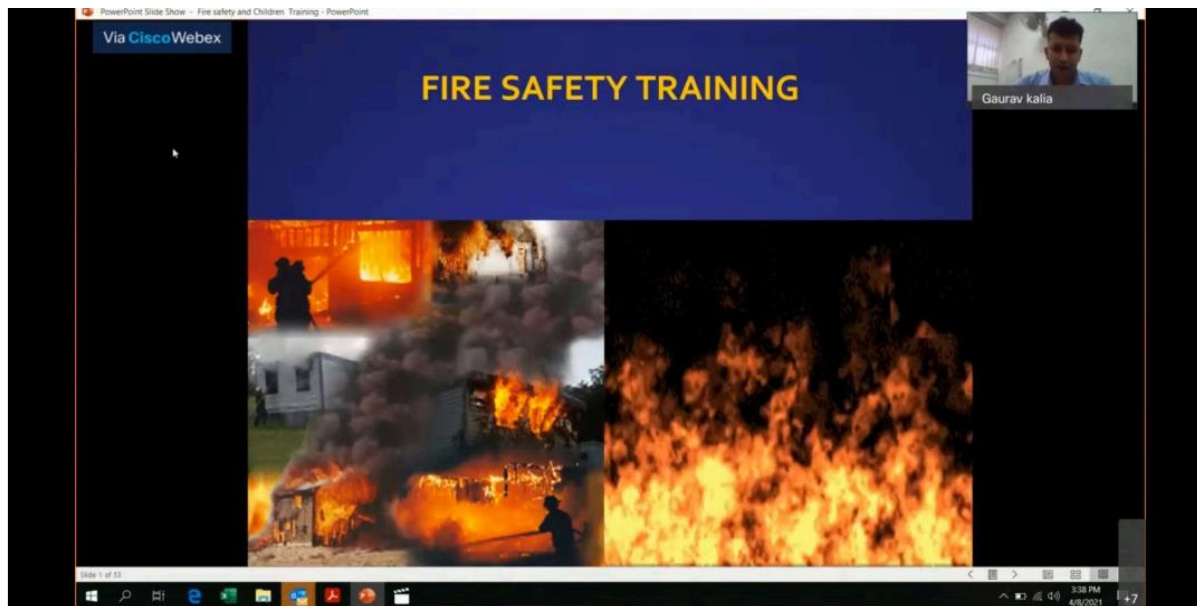 PowerPoint Slide Show - Fire safety and Children Training - PowerPoint
Via CiscoWebex
FIRE SAFETY TRAINING
Gaurav kalia
Slide 1 of 33
3:38 PM
4/8/2021
+7